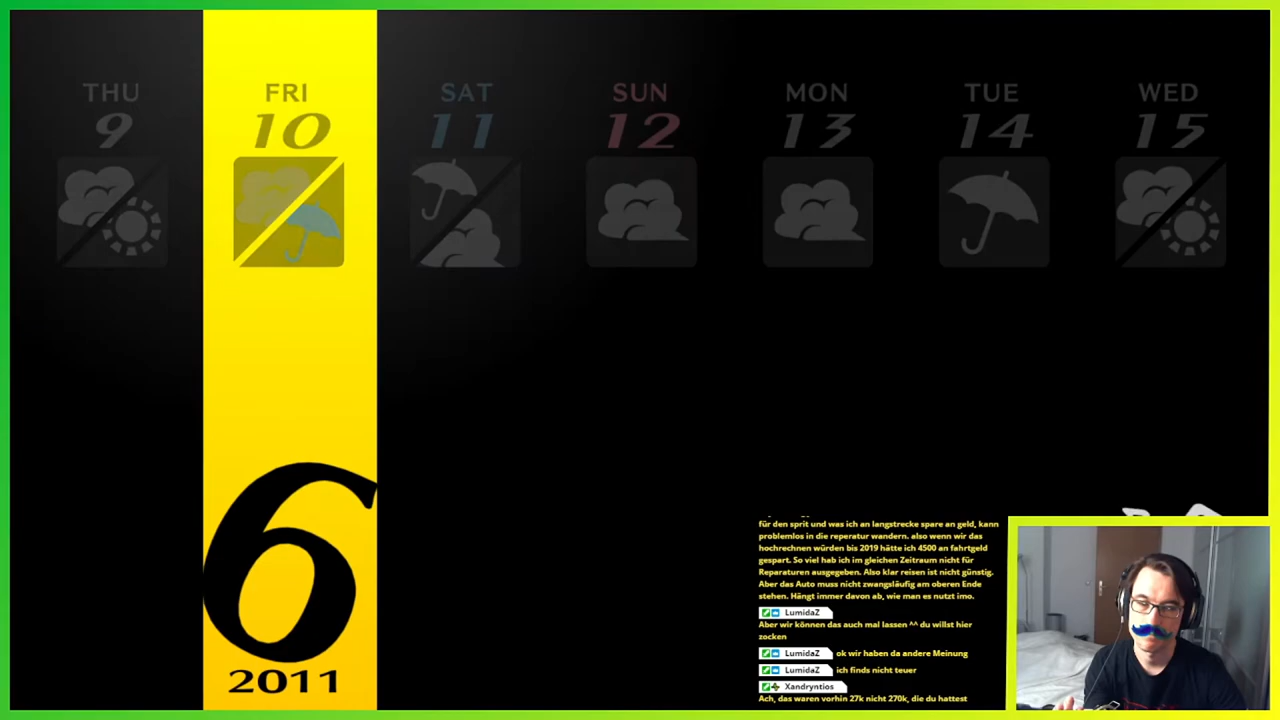 THU FRI SAT SUN MON TUE WED
9 10 11 12 13 14 15
6
2011
für den sprit und was ich an langstrecke spare an geld, kann
problemlos in die reperatur wandern. also wenn wir das
hochrechnen würden bis 2019 hätte ich 4500 an fahrtgeld
gespart. So viel hab ich im gleichen Zeitraum nicht für
Reparaturen ausgegeben. Also klar reisen ist nicht günstig.
Aber das Auto muss nicht zwangsläufig am oberen Ende
stehen. Hängt immer davon ab, wie man es nutzt imo.
LumidaZ
Aber wir können das auch mal lassen ^^ du willst hier
zocken
LumidaZ ok wir haben da andere Meinung
LumidaZ ich finds nicht teuer
Xandryntios
Ach, das waren vorhin 27k nicht 270k, die du hattest